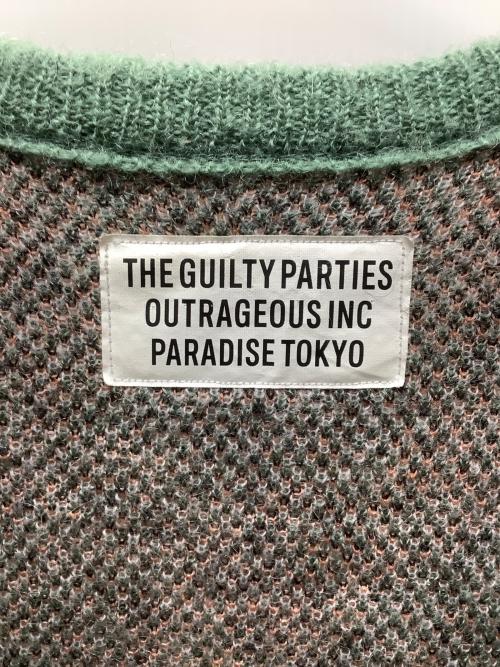 THE GUILTY PARTIES
OUTRAGEOUS INC
PARADISE TOKYO